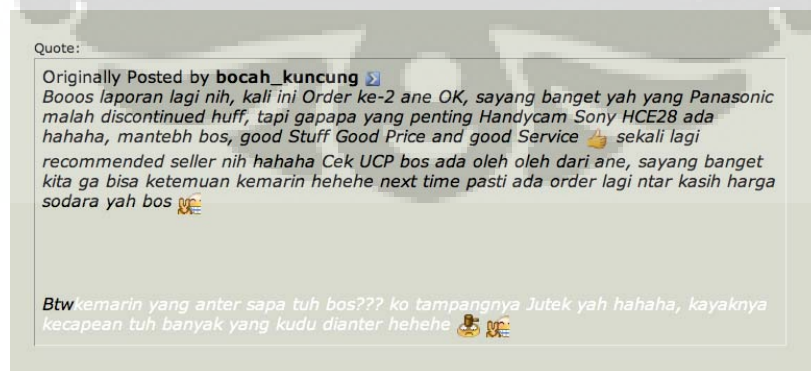 Quote:
Originally Posted by bocah_kuncung
Booos laporan lagi nih, kali ini Order ke-2 ane OK, sayang banget yah yang Panasonic
malah discontinued huff, tapi gapapa yang penting Handycam Sony HCE28 ada
hahaha, mantebh bos, good Stuff Good Price and good Service sekali lagi
recommended seller nih hahaha Cek UCP bos ada oleh oleh dari ane, sayang banget
kita ga bisa ketemuan kemarin hehehe next time pasti ada order lagi ntar kasih harga
sodara yah bos
Btwkemarin yang anter sapa tuh bos??? ko tampangnya Jutek yah hahaha, kayaknya
kecapean tuh banyak yang kudu dianter hehehe